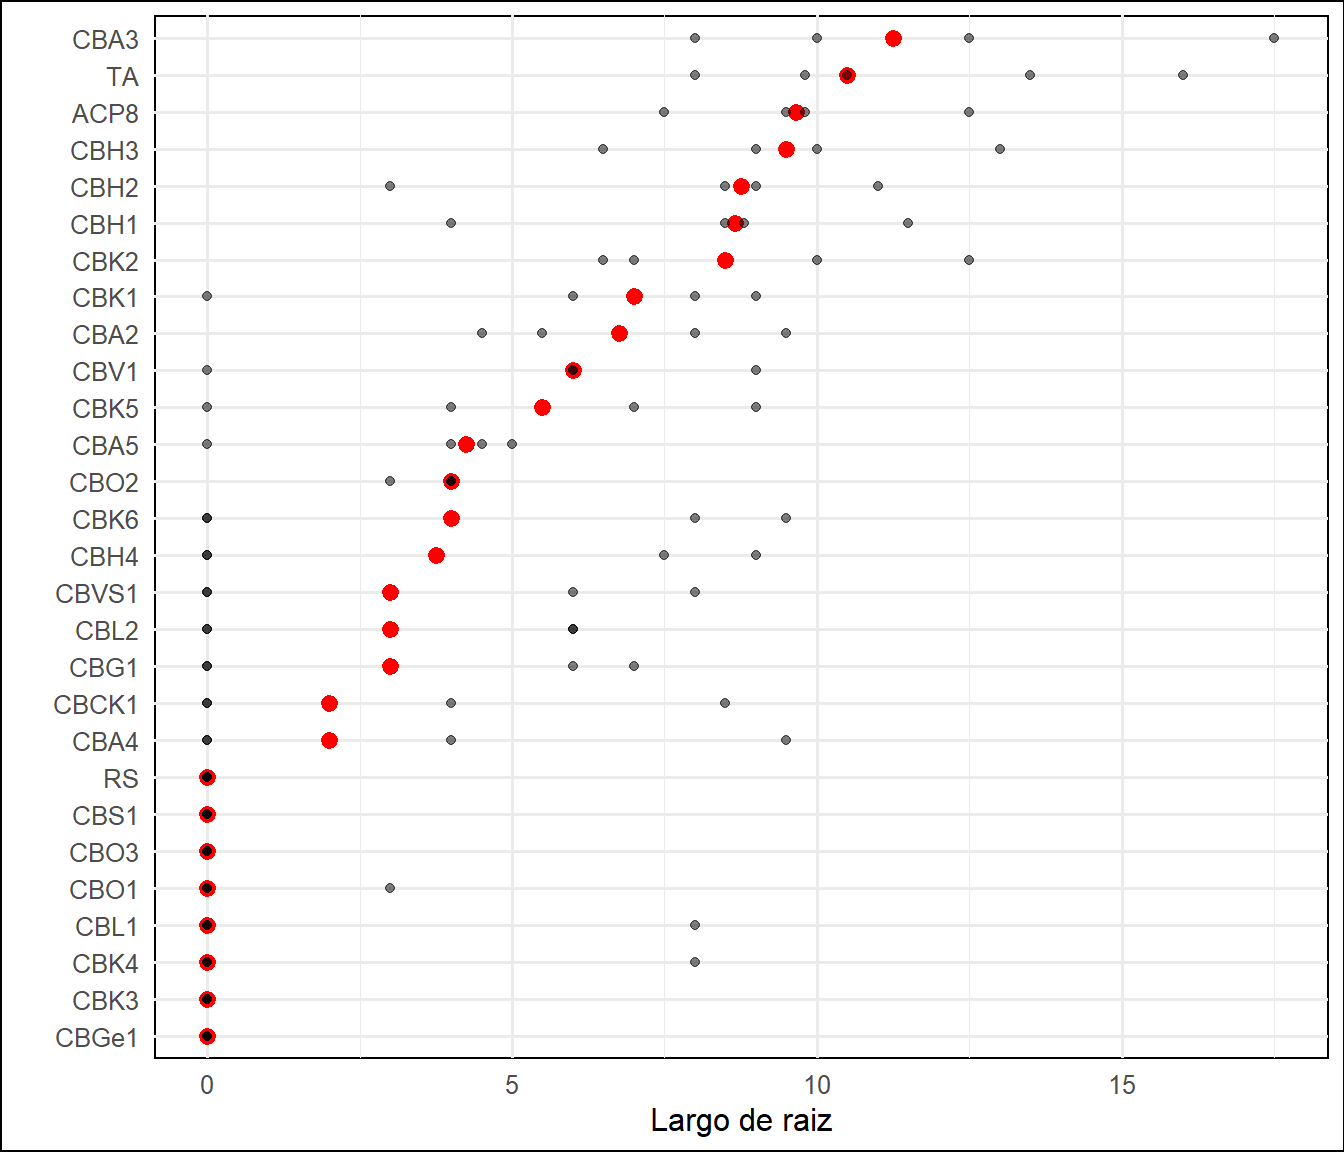 CBA3
TA
ACP8
CBH3
CBH2
CBH1
CBK2
CBK1
CBA2
CBV1
CBK5
CBA5
CBO2
CBK6
CBH4
CBVS1
CBL2
CBG1
CBCK1
CBA4
RS
CBS1
CBO3
CBO1
CBL1
CBK4
CBK3
CBGe1
0 5 10 15
Largo de raiz